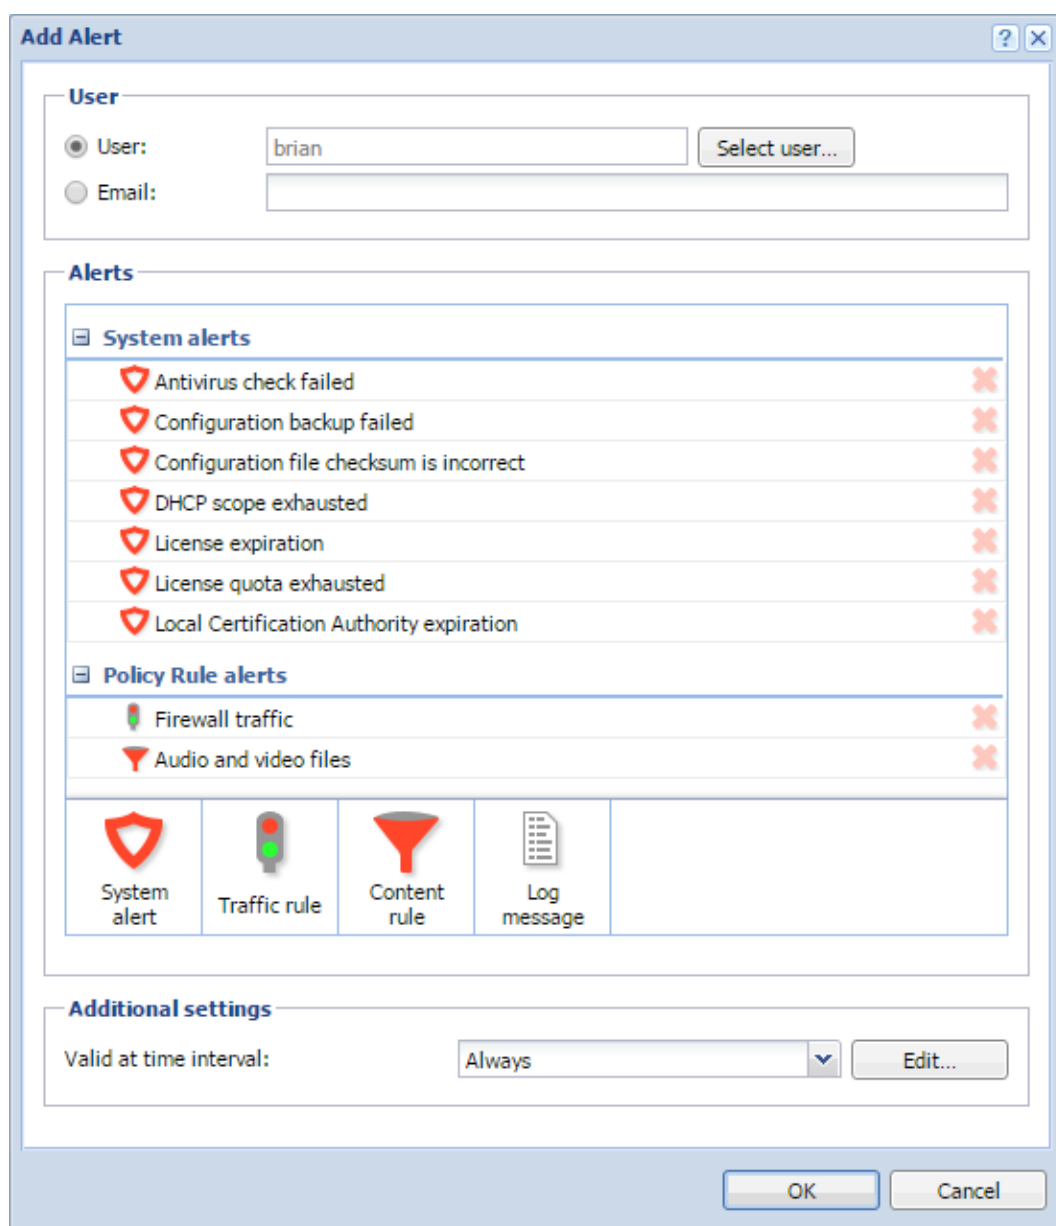 Add Alert
User
User: brian Select user...
Email:
Alerts
System alerts
Antivirus check failed
Configuration backup failed
Configuration file checksum is incorrect
DHCP scope exhausted
License expiration
License quota exhausted
Local Certification Authority expiration
Policy Rule alerts
Firewall traffic
Audio and video files
System
alert
Traffic rule
Content
rule
Log
message
Additional settings
Valid at time interval: Always Edit...
OK Cancel